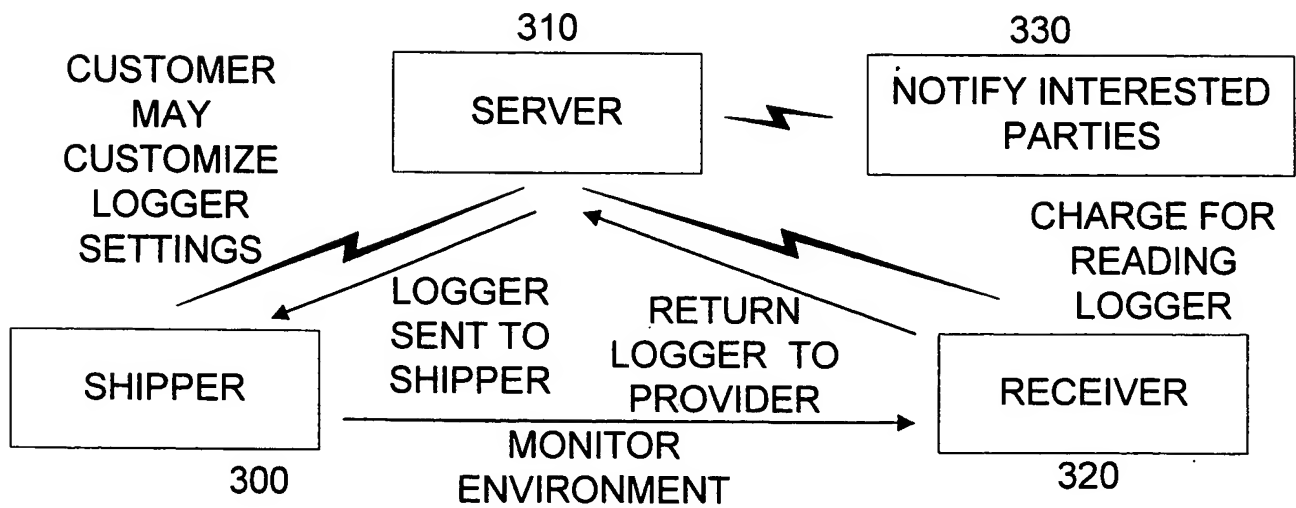 310
330
CUSTOMER
MAY
CUSTOMIZE
LOGGER
SETTINGS
SERVER
NOTIFY INTERESTED
PARTIES
CHARGE FOR
READING
LOGGER
LOGGER
SENT TO
SHIPPER
RETURN
LOGGER TO
PROVIDER
SHIPPER
RECEIVER
MONITOR
ENVIRONMENT
300
320